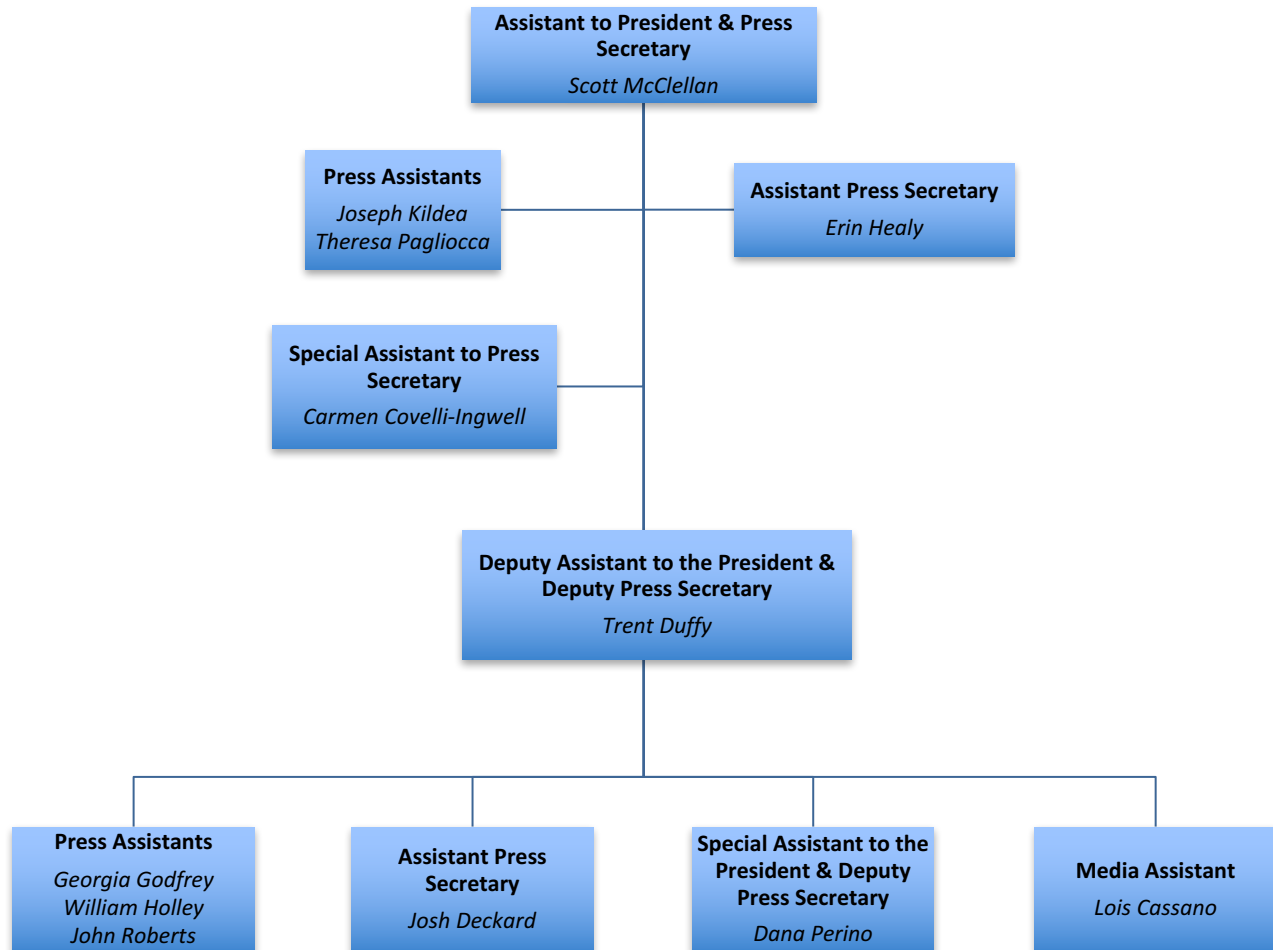 Assistant to President & Press
Secretary
Scott McClellan
Press Assistants
Joseph Kildea
Theresa Pagliocca
Assistant Press Secretary
Erin Healy
Special Assistant to Press
Secretary
Carmen Covelli-Ingwell
Deputy Assistant to the President &
Deputy Press Secretary
Trent Duffy
Press Assistants
Georgia Godfrey
William Holley
John Roberts
Assistant Press
Secretary
Josh Deckard
Special Assistant to the
President & Deputy
Press Secretary
Dana Perino
Media Assistant
Lois Cassano